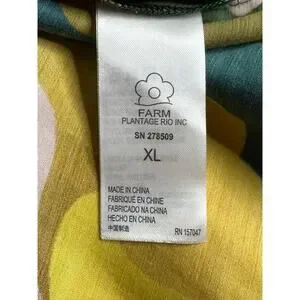 FARM
PLANTAGE RIO INC
SN 278509
XL
MADE IN CHINA
FABRIQUÉ EN CHINE
FABRICADO NA CHINA
HECHO EN CHINA
中国制造
RN 157047